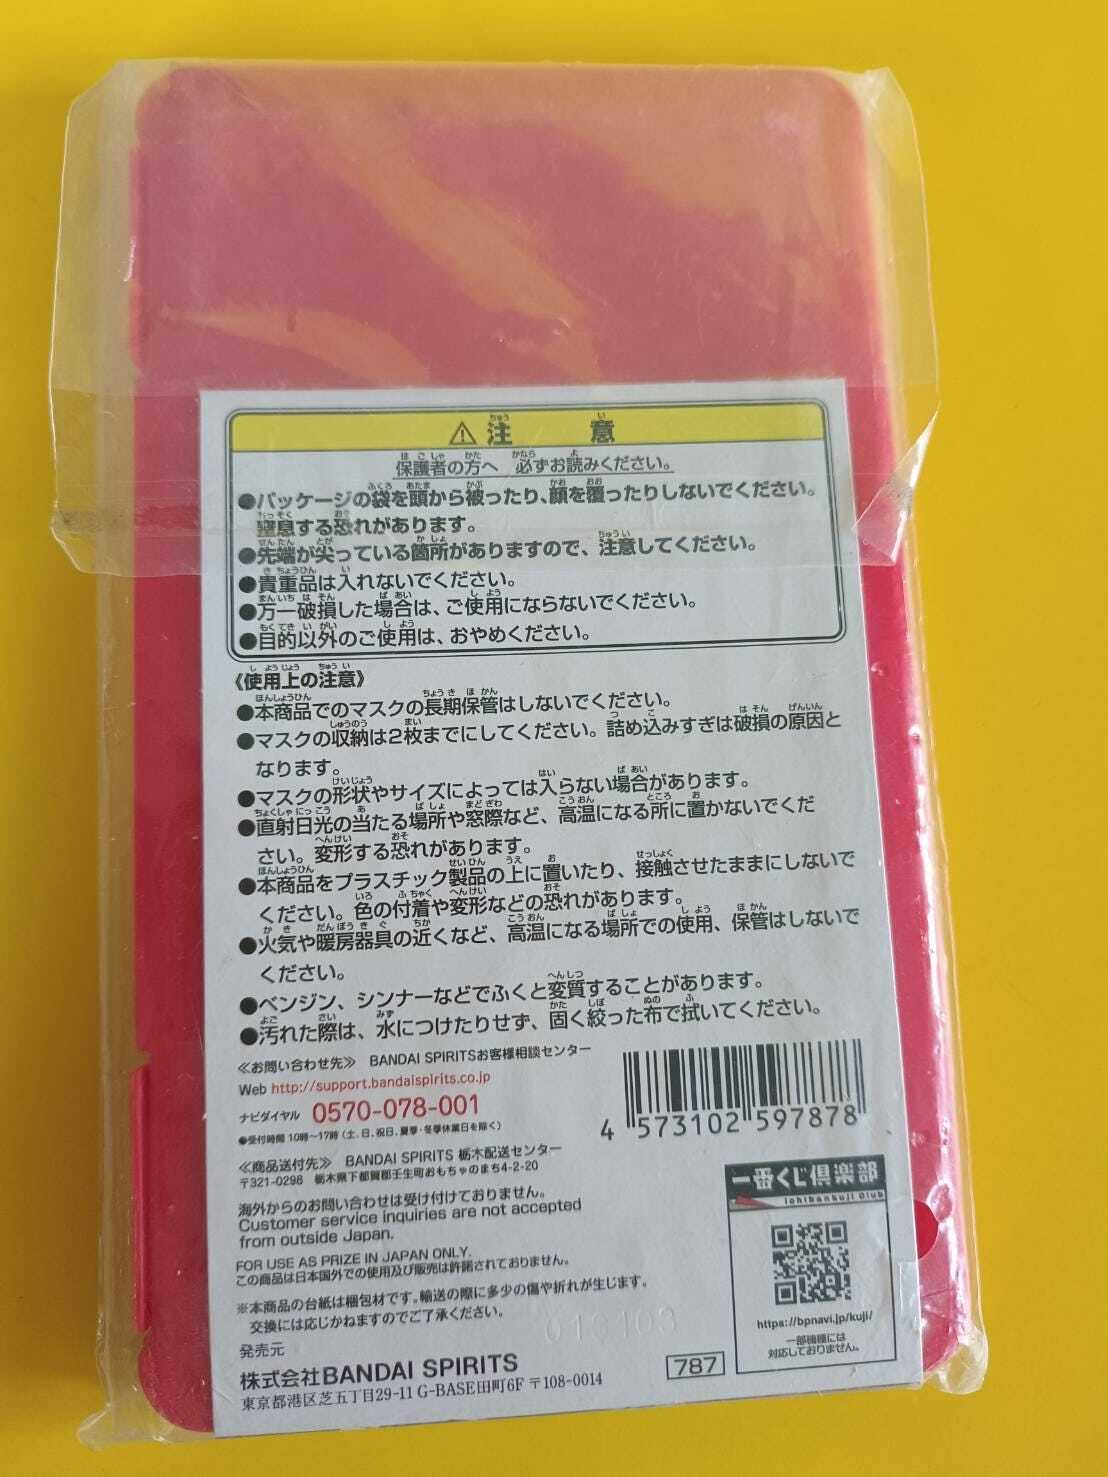 ⚠注　意
保護者の方へ　必ずお読みください。
●パッケージの袋を頭から被ったり、顔を覆ったりしないでください。
窒息する恐れがあります。
●先端が尖っている箇所がありますので、注意してください。
●貴重品は入れないでください。
●万一破損した場合は、ご使用にならないでください。
●目的以外のご使用は、おやめください。
《使用上の注意》
●本商品でのマスクの長期保管はしないでください。
●マスクの収納は2枚までにしてください。詰め込みすぎは破損の原因と
なります。
●マスクの形状やサイズによっては入らない場合があります。
●直射日光の当たる場所や窓際など、高温になる所に置かないでくだ
さい。変形する恐れがあります。
●本商品をプラスチック製品の上に置いたり、接触させたままにしないで
ください。色の付着や変形などの恐れがあります。
●火気や暖房器具の近くなど、高温になる場所での使用、保管はしないで
ください。
●ベンジン、シンナーなどでふくと変質することがあります。
●汚れた際は、水につけたりせず、固く絞った布で拭いてください。
≪お問い合わせ先≫　BANDAI SPIRITSお客様相談センター
Web http://support.bandaispirits.co.jp
ナビダイヤル 0570-078-001
●受付時間 10時〜17時（土、日、祝日、夏季・冬季休業日を除く）
≪商品送付先≫　BANDAI SPIRITS 栃木配送センター
〒321-0298　栃木県下都賀郡壬生町おもちゃのまち4-2-20
海外からのお問い合わせは受け付けておりません。
Customer service inquiries are not accepted
from outside Japan.
FOR USE AS PRIZE IN JAPAN ONLY.
この商品は日本国外での使用及び販売は許諾されておりません。
※本商品の台紙は梱包材です。輸送の際に多少の傷や折れが生じます。
交換には応じかねますのでご了承ください。
発売元
株式会社BANDAI SPIRITS
東京都港区芝五丁目29-11 G-BASE田町6F 〒108-0014
787
4 573102 597878
一番くじ倶楽部
ichibankuji Club
https://bpnavi.jp/kuji/
一部機種には
対応しておりません。